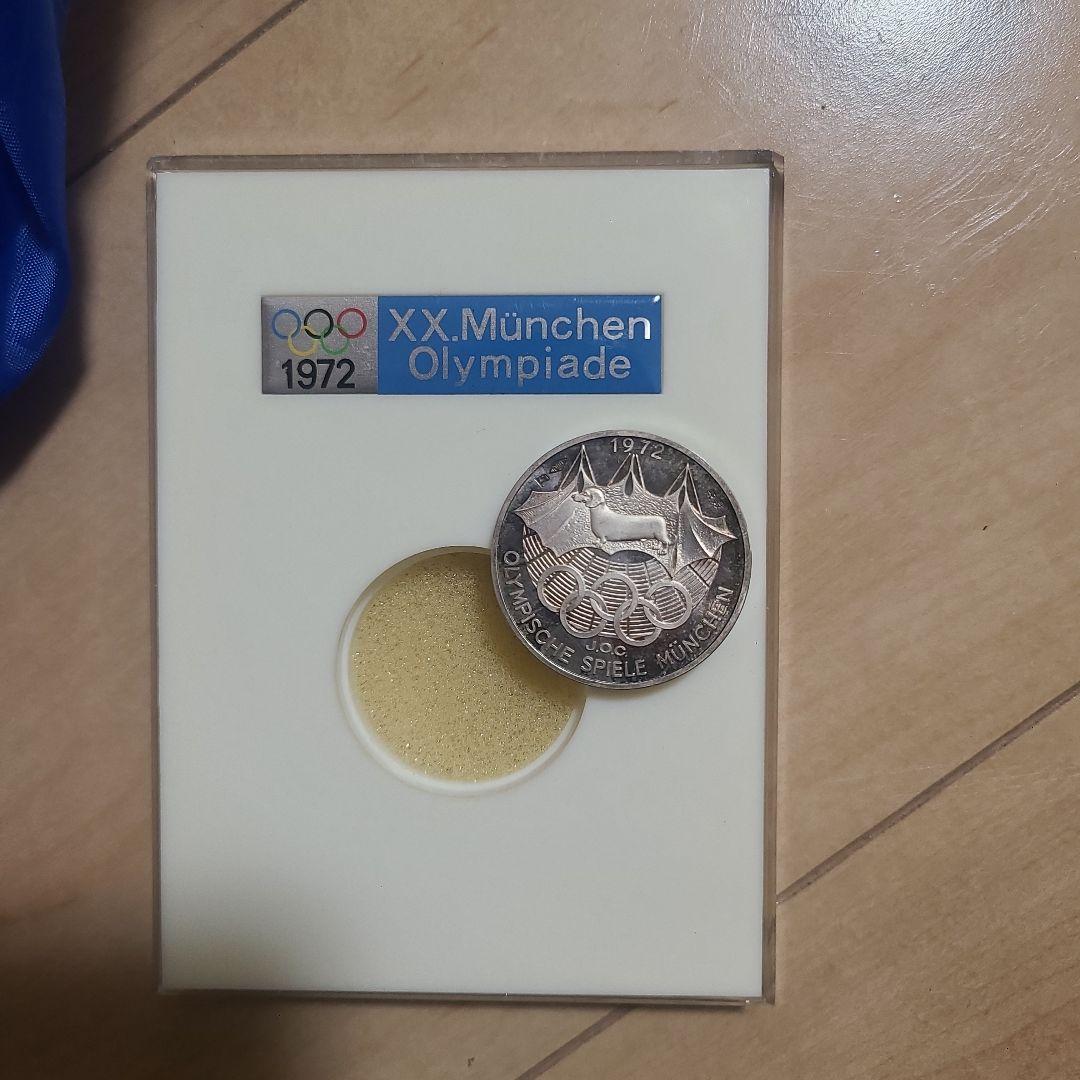 XX.München
Olympiade
1972
1972
J.O.C.
OLYMPISCHE SPIELE MÜNCHEN